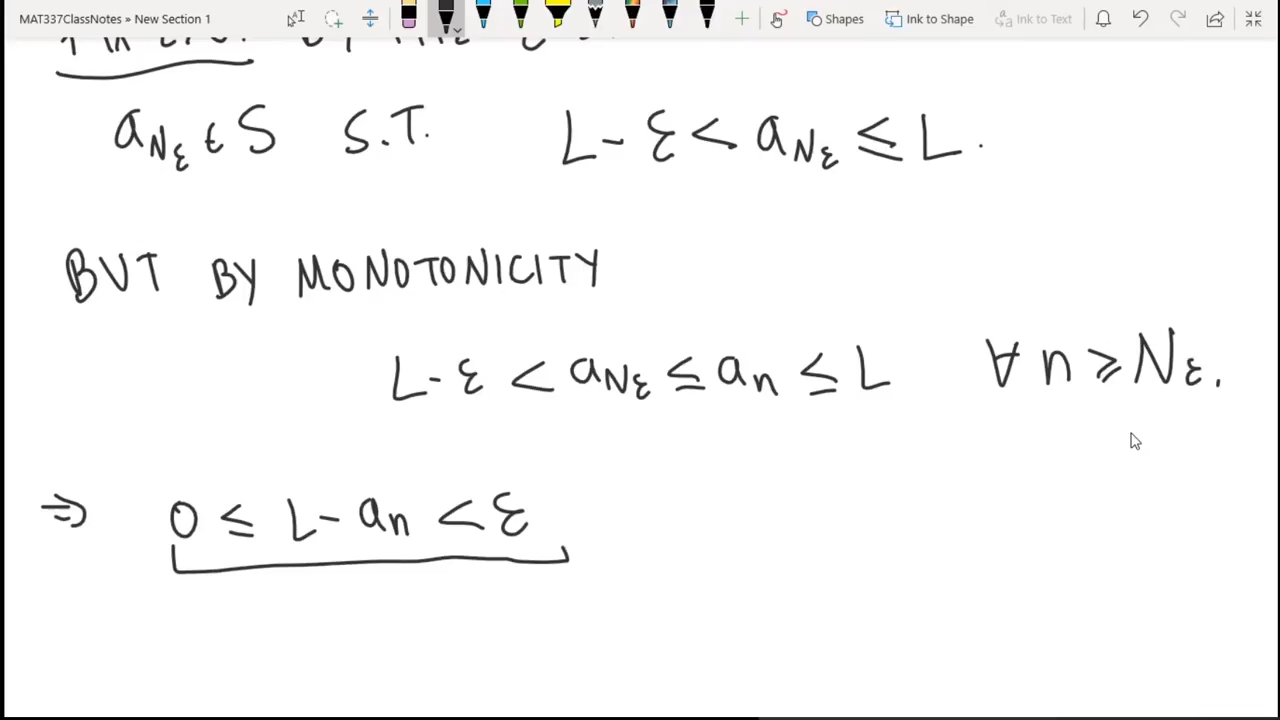 MAT337ClassNotes » New Section 1
Shapes Ink to Shape Ink to Text
a_{N_ε} ∈ S S.T. L - ε < a_{N_ε} ≤ L.
BUT BY MONOTONICITY
L - ε < a_{N_ε} ≤ a_n ≤ L ∀ n ≥ N_ε.
⇒ 0 ≤ L - a_n < ε